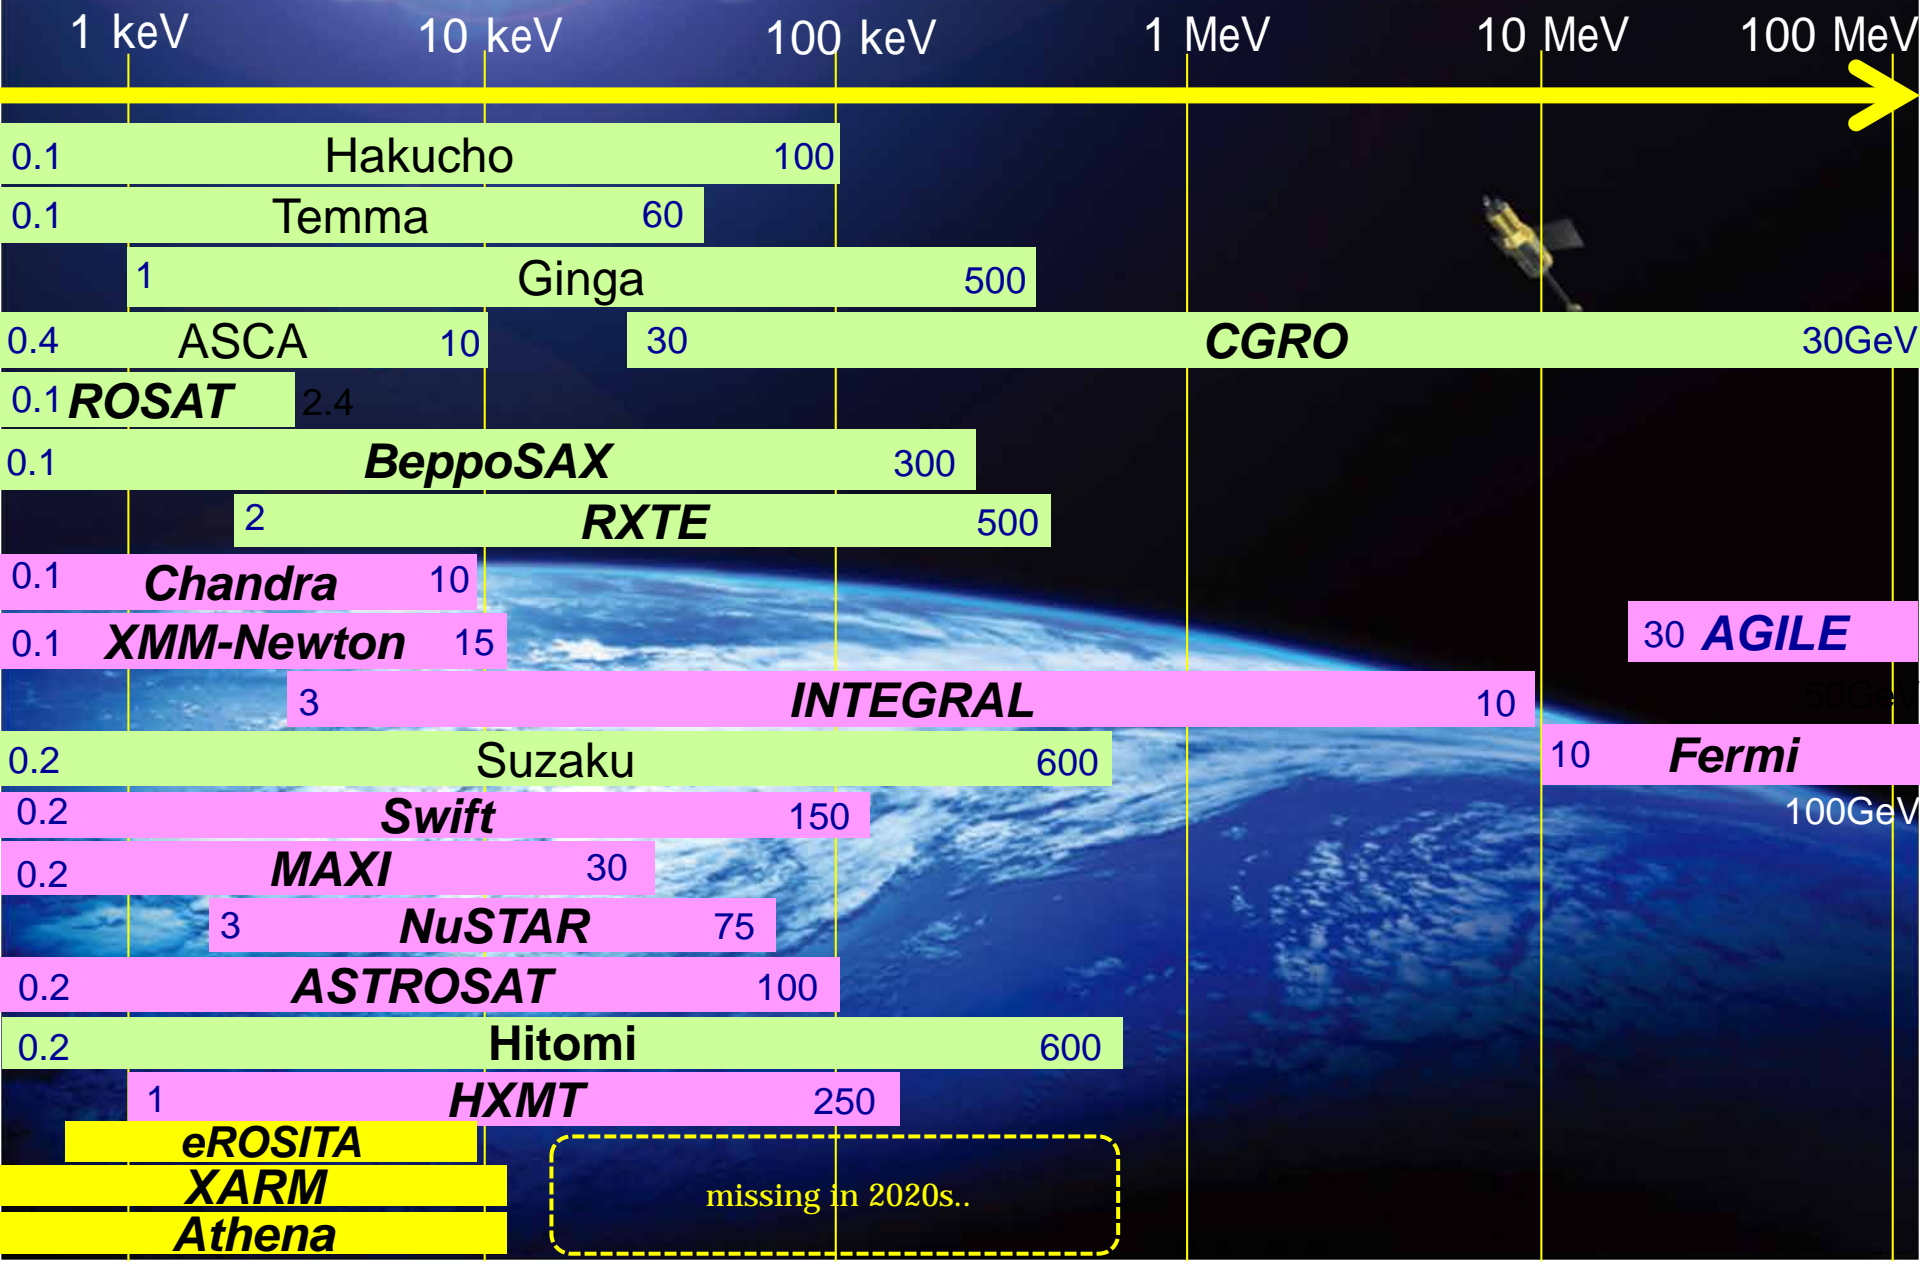 1 keV 10 keV 100 keV 1 MeV 10 MeV 100 MeV
0.1 Hakucho 100
0.1 Temma 60
1 Ginga 500
0.4 ASCA 10 30 CGRO 30GeV
0.1 ROSAT 2.4
0.1 BeppoSAX 300
2 RXTE 500
0.1 Chandra 10
0.1 XMM-Newton 15 30 AGILE
3 INTEGRAL 10 50GeV
0.2 Suzaku 600 10 Fermi
0.2 Swift 150 100GeV
0.2 MAXI 30
3 NuSTAR 75
0.2 ASTROSAT 100
0.2 Hitomi 600
1 HXMT 250
eROSITA
XARM missing in 2020s..
Athena